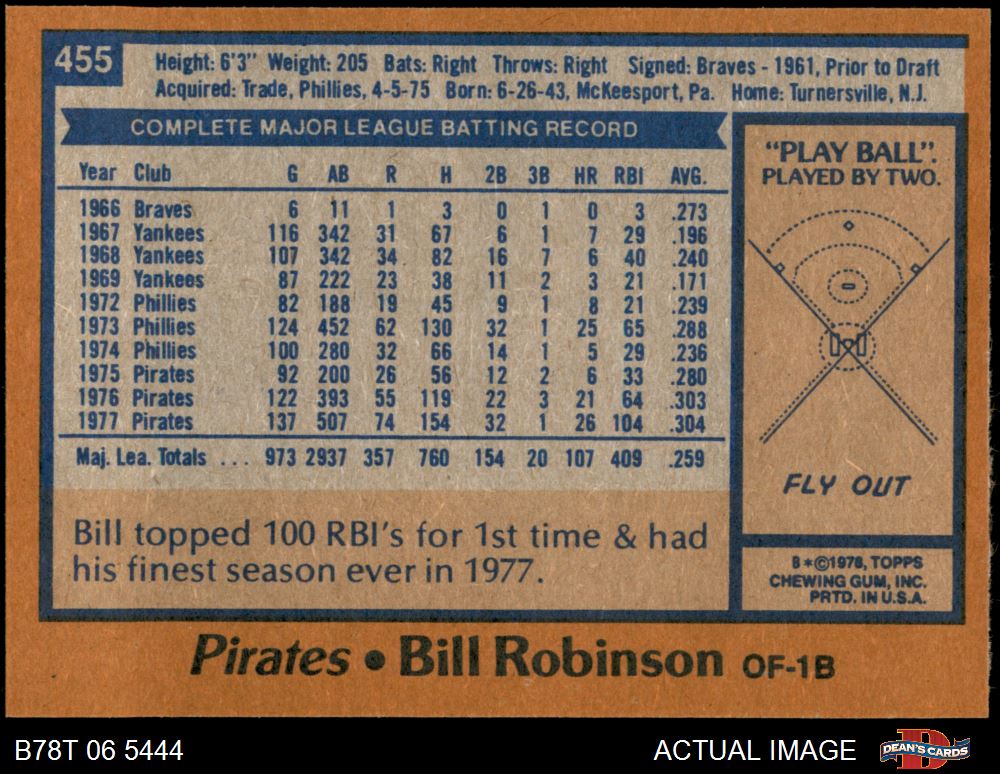 455
Height: 6'3" Weight: 205 Bats: Right Throws: Right Signed: Braves - 1961, Prior to Draft
Acquired: Trade, Phillies, 4-5-75 Born: 6-26-43, McKeesport, Pa. Home: Turnersville, N.J.
COMPLETE MAJOR LEAGUE BATTING RECORD
Year Club G AB R H 2B 3B HR RBI AVG.
1966 Braves 6 11 1 3 0 1 0 3 .273
1967 Yankees 116 342 31 67 6 1 7 29 .196
1968 Yankees 107 342 34 82 16 7 6 40 .240
1969 Yankees 87 222 23 38 11 2 3 21 .171
1972 Phillies 82 188 19 45 9 1 8 21 .239
1973 Phillies 124 452 62 130 32 1 25 65 .288
1974 Phillies 100 280 32 66 14 1 5 29 .236
1975 Pirates 92 200 26 56 12 2 6 33 .280
1976 Pirates 122 393 55 119 22 3 21 64 .303
1977 Pirates 137 507 74 154 32 1 26 104 .304
Maj. Lea. Totals ... 973 2937 357 760 154 20 107 409 .259
Bill topped 100 RBI's for 1st time & had
his finest season ever in 1977.
"PLAY BALL".
PLAYED BY TWO.
FLY OUT
B*©1978, TOPPS
CHEWING GUM, INC.
PRTD. IN U.S.A.
Pirates • Bill Robinson OF-1B
B78T 06 5444
ACTUAL IMAGE
DEAN'S CARDS